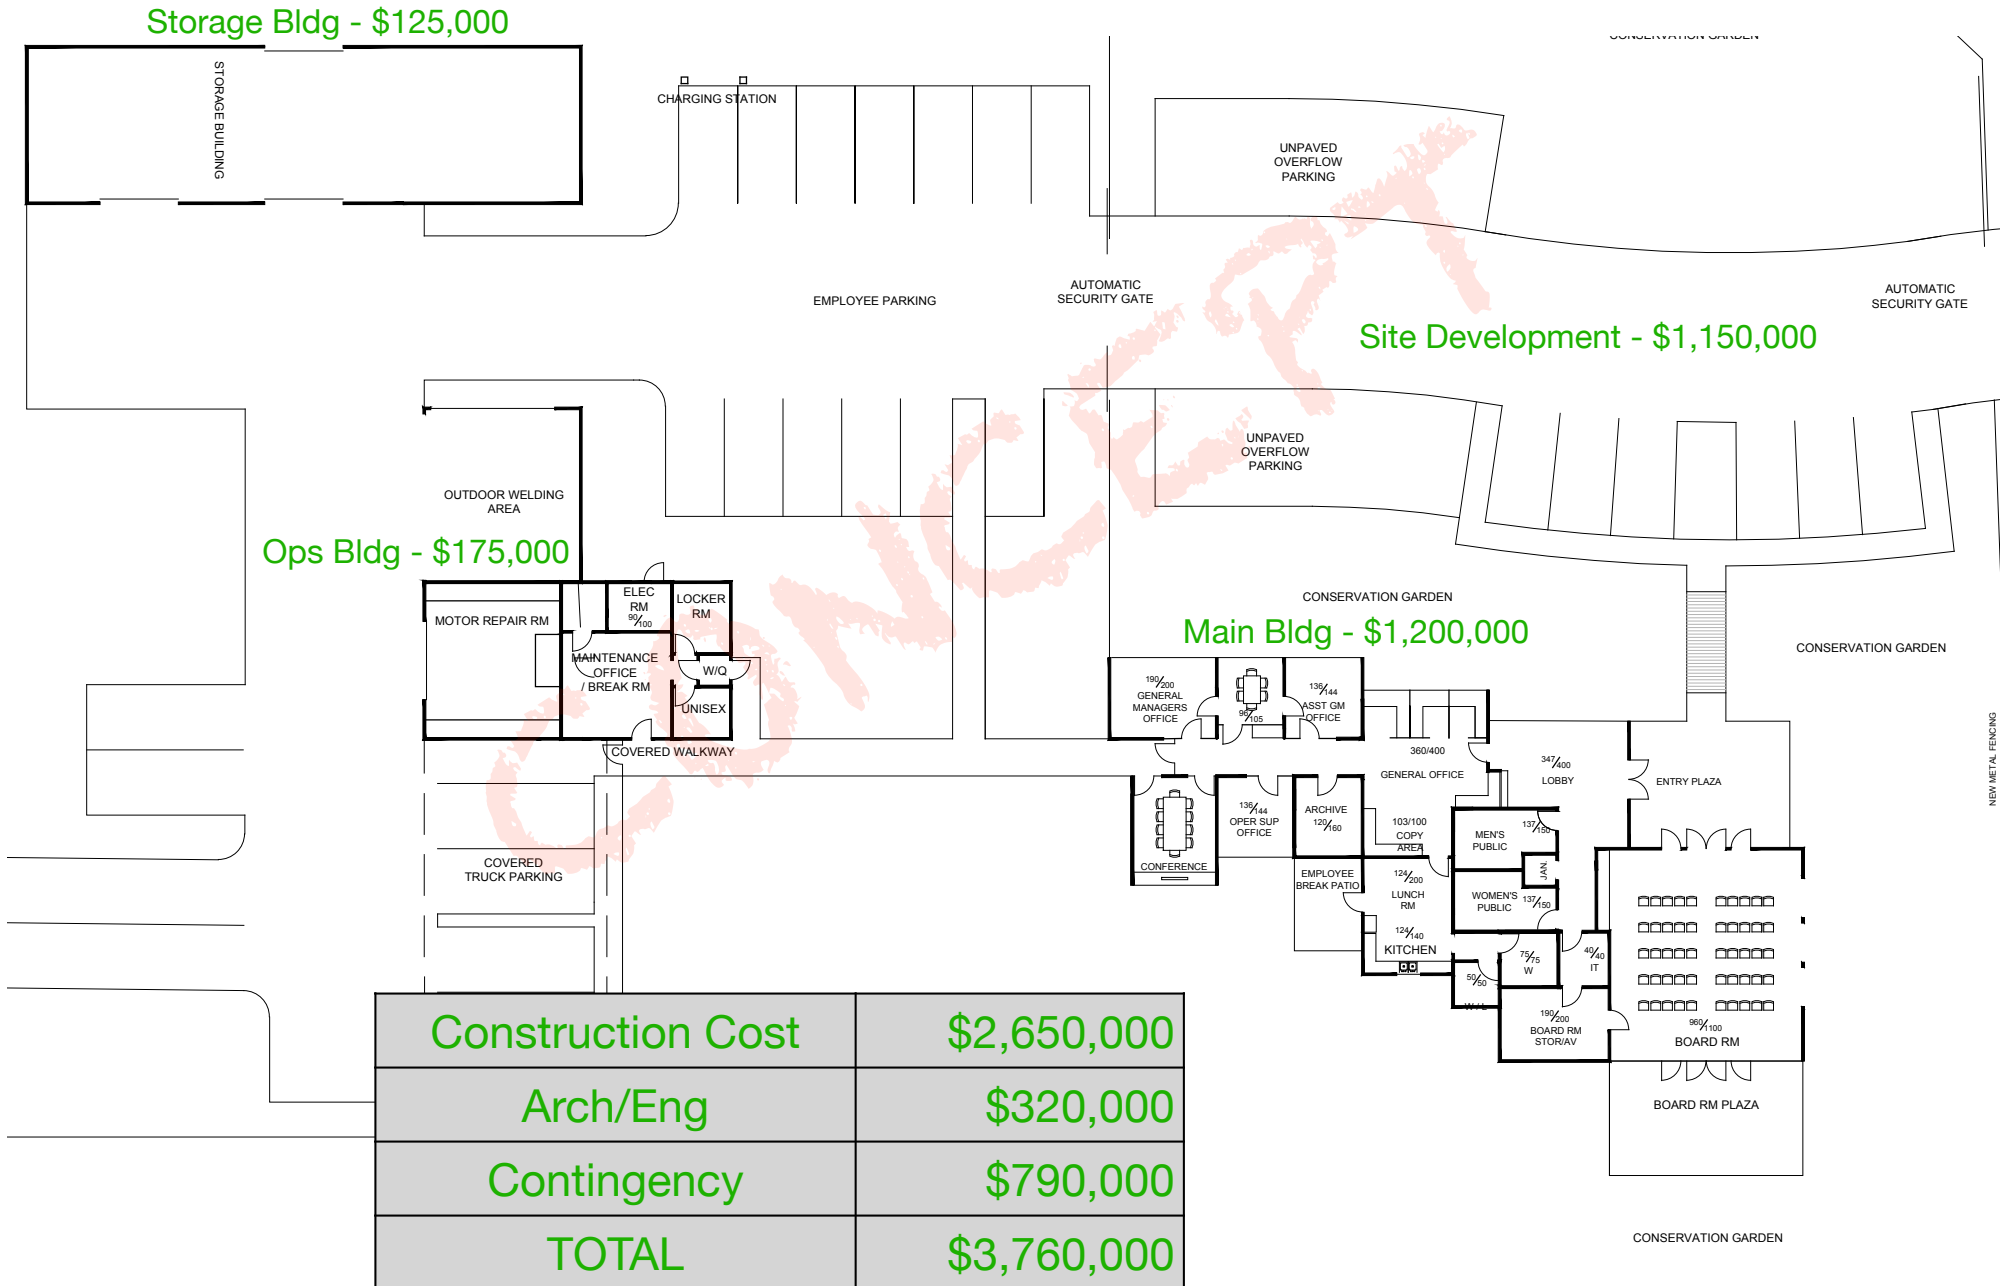 Storage Bldg - $125,000
STORAGE BUILDING
CHARGING STATION
CONSERVATION GARDEN
UNPAVED
OVERFLOW
PARKING
EMPLOYEE PARKING
AUTOMATIC
SECURITY GATE
AUTOMATIC
SECURITY GATE
Site Development - $1,150,000
UNPAVED
OVERFLOW
PARKING
OUTDOOR WELDING
AREA
Ops Bldg - $175,000
MOTOR REPAIR RM
ELEC
RM
90/100
LOCKER
RM
MAINTENANCE
OFFICE
/ BREAK RM
W/Q
UNISEX
COVERED WALKWAY
COVERED
TRUCK PARKING
CONCEPT
CONSERVATION GARDEN
Main Bldg - $1,200,000
CONSERVATION GARDEN
190/200
GENERAL
MANAGERS
OFFICE
96/105
136/144
ASST GM
OFFICE
360/400
GENERAL OFFICE
347/400
LOBBY
ENTRY PLAZA
NEW METAL FENCING
CONFERENCE
136/144
OPER SUP
OFFICE
ARCHIVE
120/160
103/100
COPY
AREA
MEN'S
PUBLIC
137/150
JAN.
EMPLOYEE
BREAK PATIO
124/200
LUNCH
RM
WOMEN'S
PUBLIC
137/150
124/140
KITCHEN
75/75
W
40/40
IT
50/50
190/200
BOARD RM
STOR/AV
960/1100
BOARD RM
BOARD RM PLAZA
CONSERVATION GARDEN
Construction Cost $2,650,000
Arch/Eng $320,000
Contingency $790,000
TOTAL $3,760,000